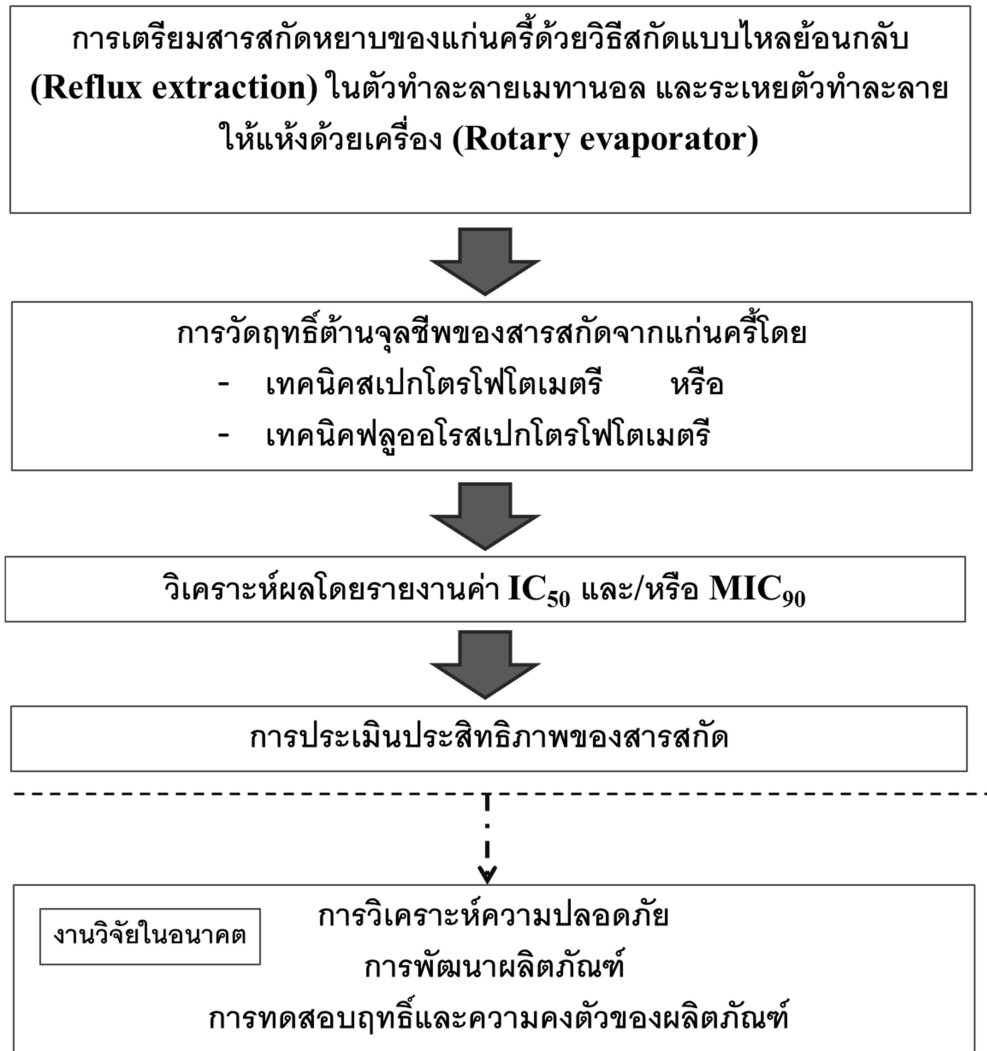 การเตรียมสารสกัดหยาบของแก่นครี้ด้วยวิธีสกัดแบบไหลย้อนกลับ
(Reflux extraction) ในตัวทำละลายเมทานอล และระเหยตัวทำละลาย
ให้แห้งด้วยเครื่อง (Rotary evaporator)
การวัดฤทธิ์ต้านจุลชีพของสารสกัดจากแก่นครี้โดย
- เทคนิคสเปกโตรโฟโตเมตรี หรือ
- เทคนิคฟลูออโรสเปกโตรโฟโตเมตรี
วิเคราะห์ผลโดยรายงานค่า IC50 และ/หรือ MIC90
การประเมินประสิทธิภาพของสารสกัด
งานวิจัยในอนาคต
การวิเคราะห์ความปลอดภัย
การพัฒนาผลิตภัณฑ์
การทดสอบฤทธิ์และความคงตัวของผลิตภัณฑ์